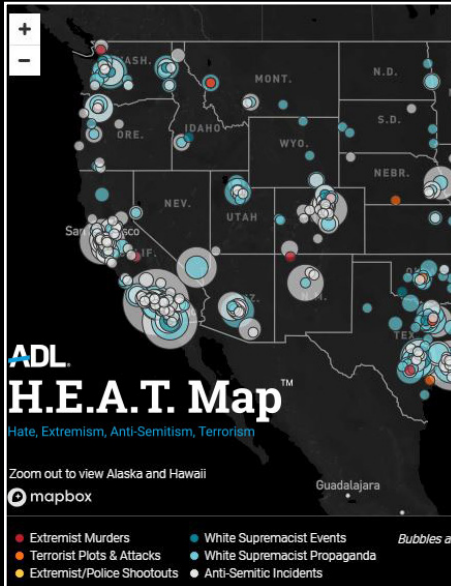 +
WASH.
−
MONT.
N.D.
ORE.
IDAHO
S.D.
WYO.
NEBR.
NEV.
UTAH
CALIF.
N.M.
TEX.
ADL.
H.E.A.T. Map™
Hate, Extremism, Anti-Semitism, Terrorism
Zoom out to view Alaska and Hawaii
mapbox
Guadalajara
Extremist Murders
White Supremacist Events
Bubbles a
Terrorist Plots & Attacks
White Supremacist Propaganda
Extremist/Police Shootouts
Anti-Semitic Incidents